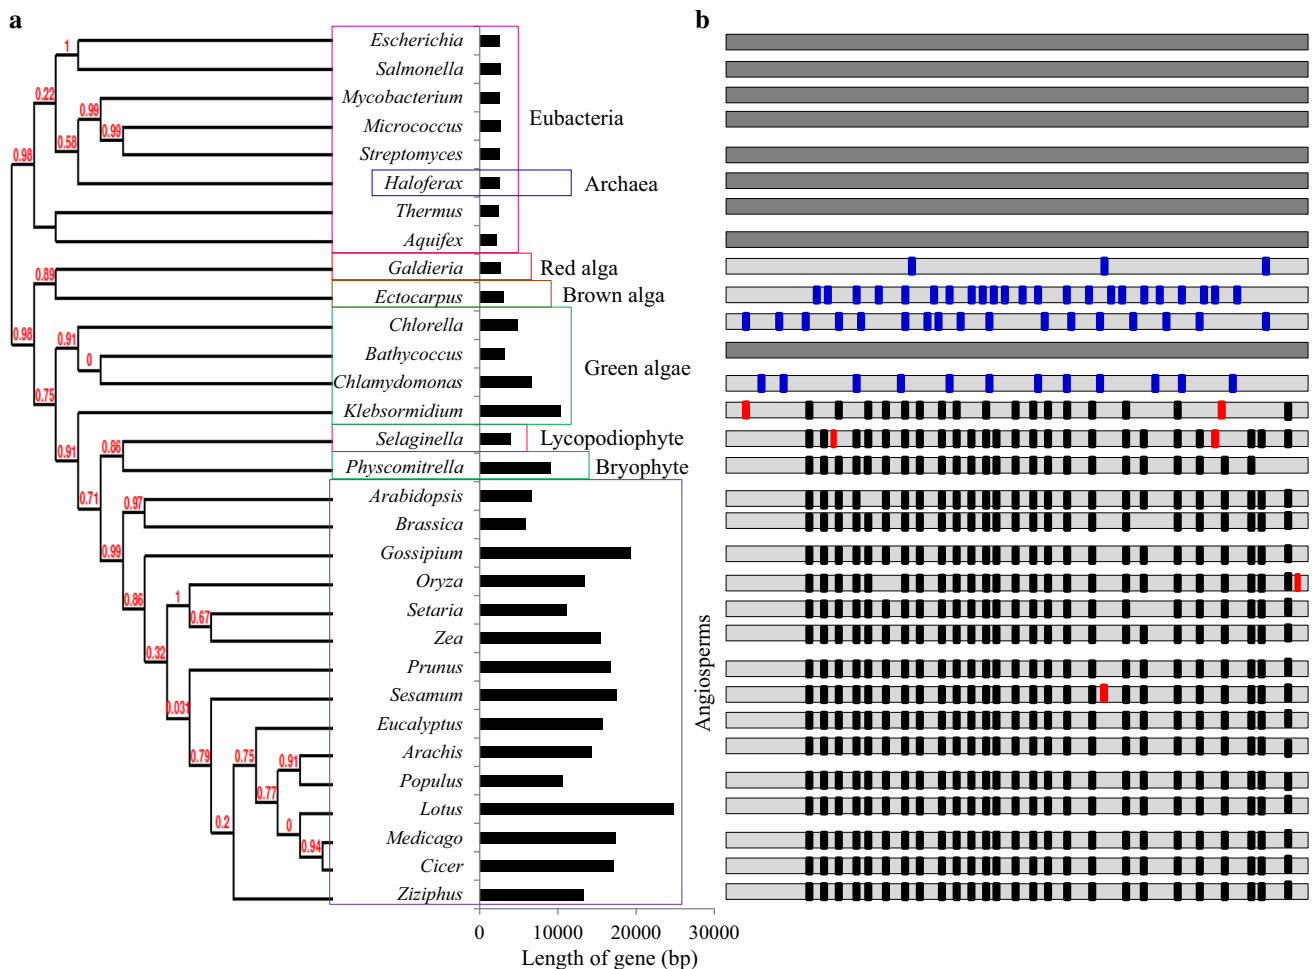 a
b
1
Escherichia
Salmonella
0.22
0.99
Mycobacterium
Micrococcus
Eubacteria
0.58
0.99
Streptomyces
0.98
Haloferax
Archaea
Thermus
Aquifex
0.89
Galdieria
Red alga
Ectocarpus
Brown alga
0.98
0.91
Chlorella
0
Bathycoccus
Green algae
0.75
Chlamydomonas
Klebsormidium
0.91
0.86
Selaginella
Lycopodiophyte
Physcomitrella
Bryophyte
0.71
0.97
Arabidopsis
Brassica
0.99
Gossipium
0.86
1
Oryza
0.67
Setaria
0.32
Zea
Prunus
0.031
Sesamum
Angiosperms
0.79
0.75
Eucalyptus
0.91
Arachis
0.77
Populus
0.2
0
Lotus
0.94
Medicago
Cicer
Ziziphus
0 10000 20000 30000
Length of gene (bp)